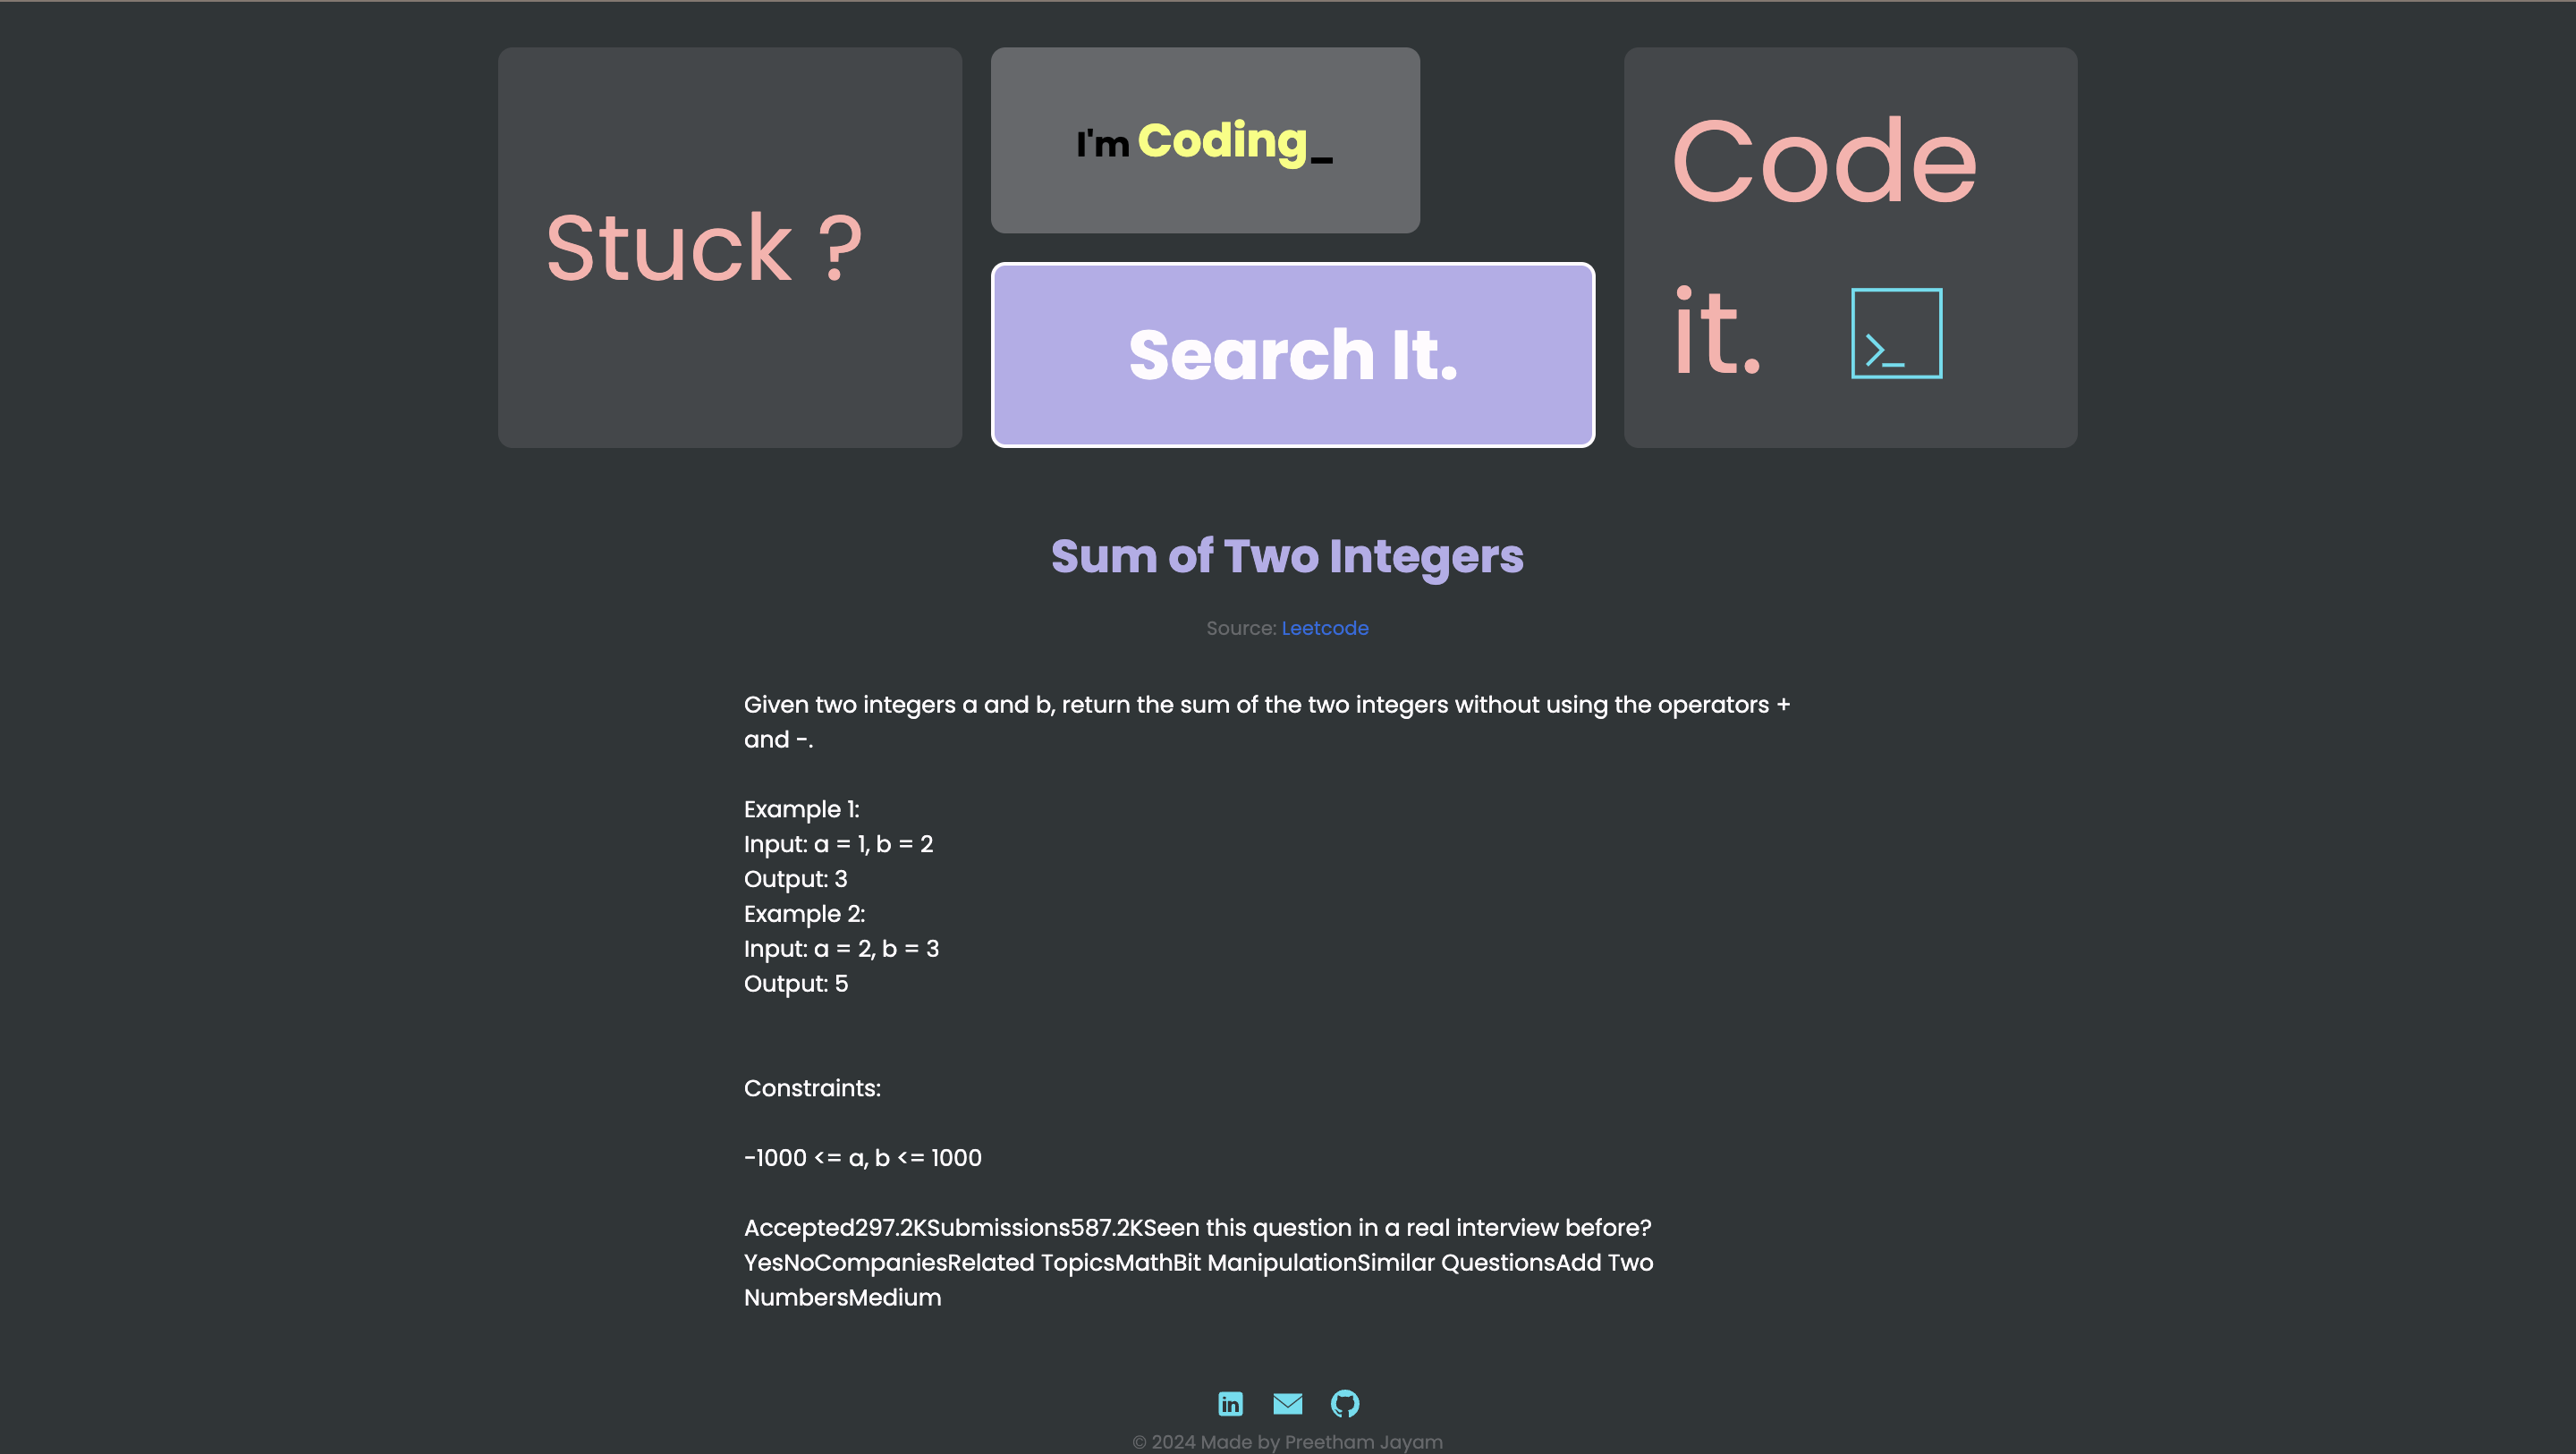 Stuck ?
I'm Coding_
Search It.
Code
it.
>_
Sum of Two Integers
Source: Leetcode
Given two integers a and b, return the sum of the two integers without using the operators +
and -.
Example 1:
Input: a = 1, b = 2
Output: 3
Example 2:
Input: a = 2, b = 3
Output: 5
Constraints:
-1000 <= a, b <= 1000
Accepted297.2KSubmissions587.2KSeen this question in a real interview before?
YesNoCompaniesRelated TopicsMathBit ManipulationSimilar QuestionsAdd Two
NumbersMedium
in
© 2024 Made by Preetham Jayam